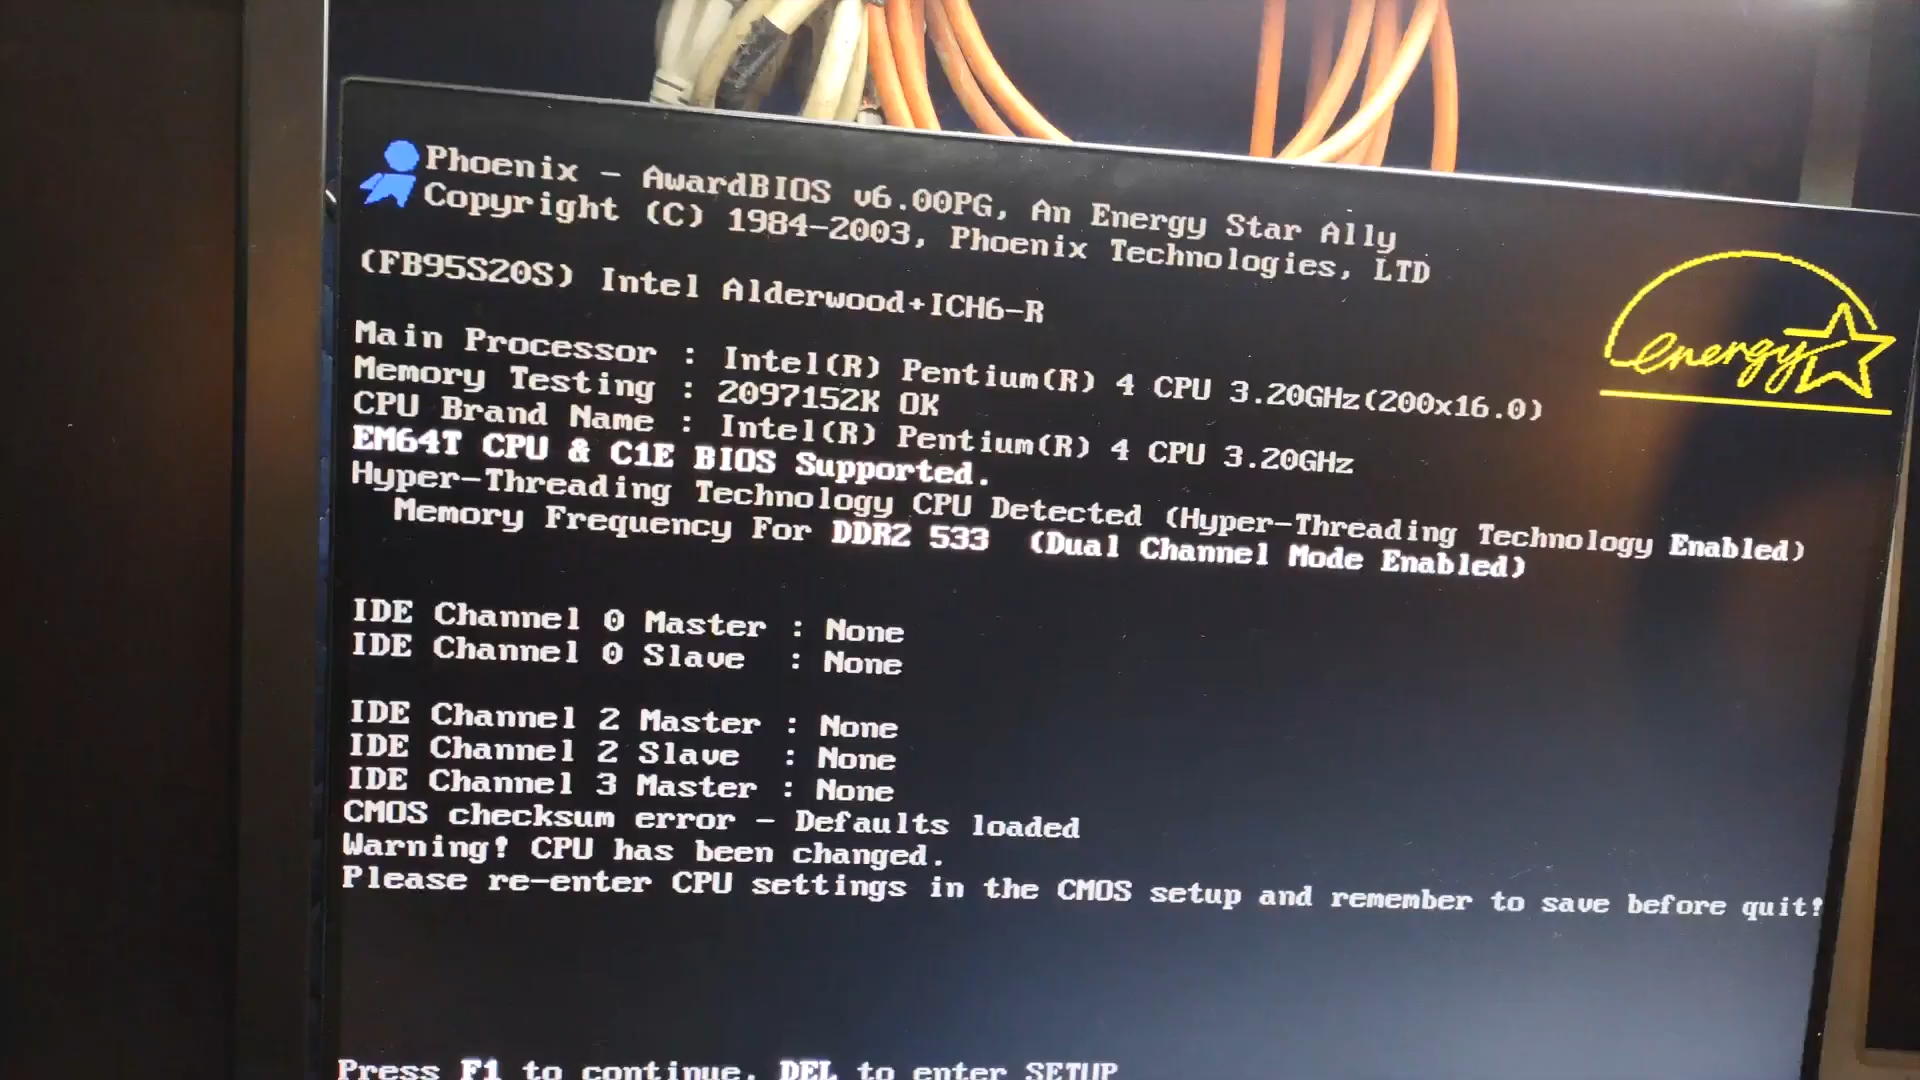 Phoenix - AwardBIOS v6.00PG, An Energy Star Ally
Copyright (C) 1984-2003, Phoenix Technologies, LTD
energy
(FB95S20S) Intel Alderwood+ICH6-R
Main Processor : Intel(R) Pentium(R) 4 CPU 3.20GHz(200x16.0)
Memory Testing : 2097152K OK
CPU Brand Name : Intel(R) Pentium(R) 4 CPU 3.20GHz
EM64T CPU & C1E BIOS Supported.
Hyper-Threading Technology CPU Detected (Hyper-Threading Technology Enabled)
Memory Frequency For DDR2 533 (Dual Channel Mode Enabled)
IDE Channel 0 Master : None
IDE Channel 0 Slave : None
IDE Channel 2 Master : None
IDE Channel 2 Slave : None
IDE Channel 3 Master : None
CMOS checksum error - Defaults loaded
Warning! CPU has been changed.
Please re-enter CPU settings in the CMOS setup and remember to save before quit!
Press F1 to continue, DEL to enter SETUP